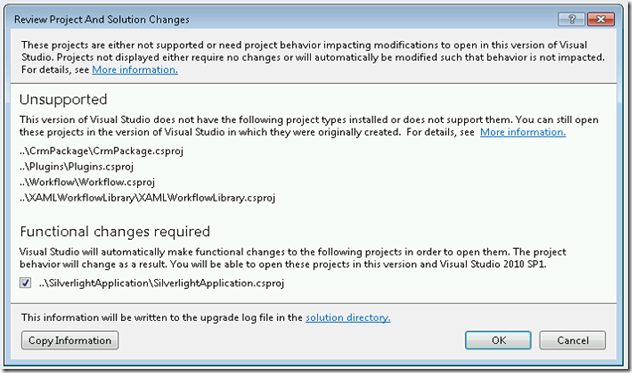 Review Project And Solution Changes
These projects are either not supported or need project behavior impacting modifications to open in this version of Visual
Studio. Projects not displayed either require no changes or will automatically be modified such that behavior is not impacted.
For details, see More information.
Unsupported
This version of Visual Studio does not have the following project types installed or does not support them. You can still open
these projects in the version of Visual Studio in which they were originally created. For details, see More information.
..\CrmPackage\CrmPackage.csproj
..\Plugins\Plugins.csproj
..\Workflow\Workflow.csproj
..\XAMLWorkflowLibrary\XAMLWorkflowLibrary.csproj
Functional changes required
Visual Studio will automatically make functional changes to the following projects in order to open them. The project
behavior will change as a result. You will be able to open these projects in this version and Visual Studio 2010 SP1.
..\SilverlightApplication\SilverlightApplication.csproj
This information will be written to the upgrade log file in the solution directory.
Copy Information OK Cancel